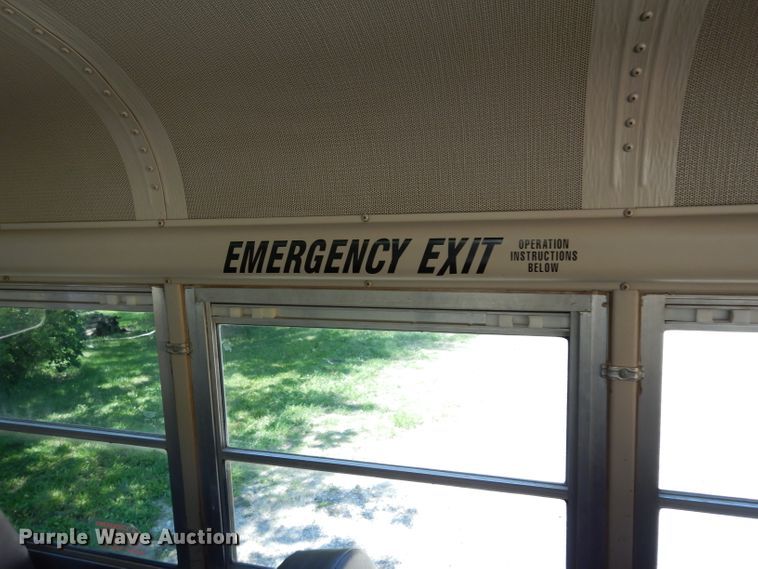 EMERGENCY EXIT
OPERATION
INSTRUCTIONS
BELOW
Purple Wave Auction